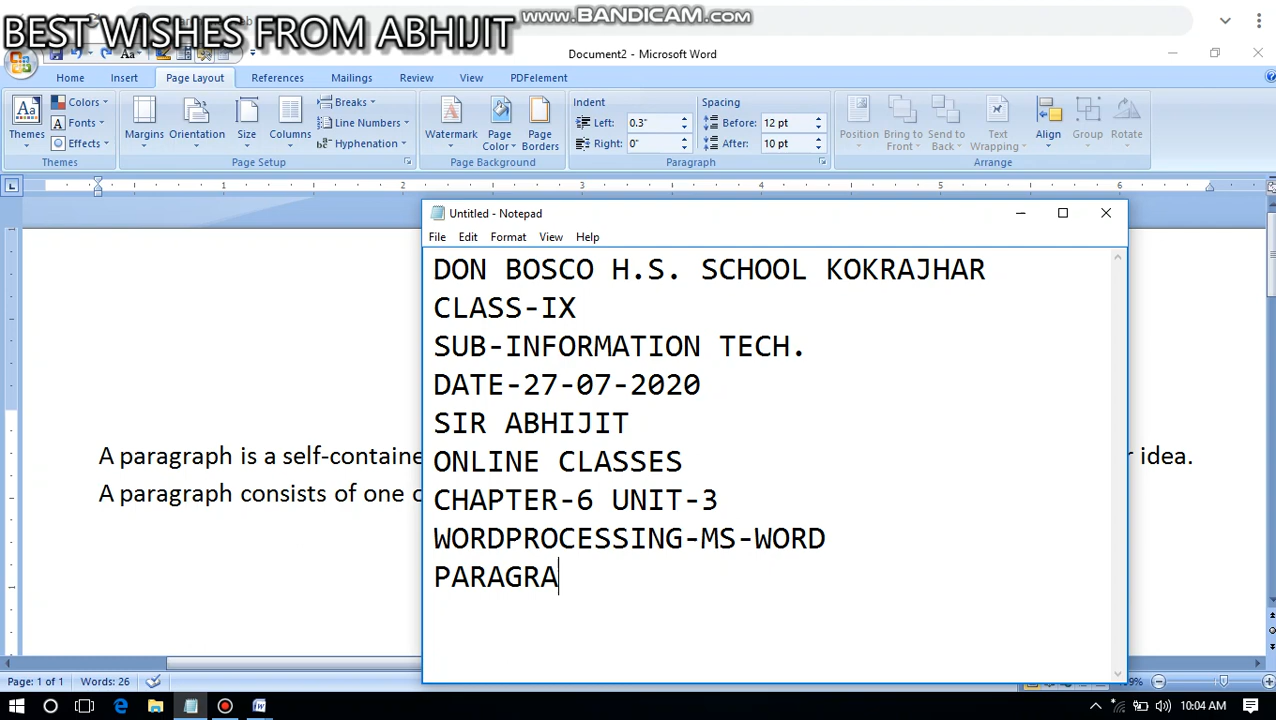 www.BANDICAM.com
BEST WISHES FROM ABHIJIT
Document2 - Microsoft Word
Home Insert Page Layout References Mailings Review View PDFelement
Themes
Colors
Fonts
Effects
Themes
Margins Orientation Size Columns
Breaks
Line Numbers
Hyphenation
Page Setup
Watermark Page Color Page Borders
Page Background
Indent
Left: 0.3"
Right: 0"
Spacing
Before: 12 pt
After: 10 pt
Paragraph
Position Bring to Front Send to Back Text Wrapping Align Group Rotate
Arrange
1 2 3 4 5 6
Untitled - Notepad
File Edit Format View Help
DON BOSCO H.S. SCHOOL KOKRAJHAR
CLASS-IX
SUB-INFORMATION TECH.
DATE-27-07-2020
SIR ABHIJIT
ONLINE CLASSES
CHAPTER-6 UNIT-3
WORDPROCESSING-MS-WORD
PARAGRA
A paragraph is a self-containe
idea.
A paragraph consists of one
Page: 1 of 1 Words: 26
10:04 AM